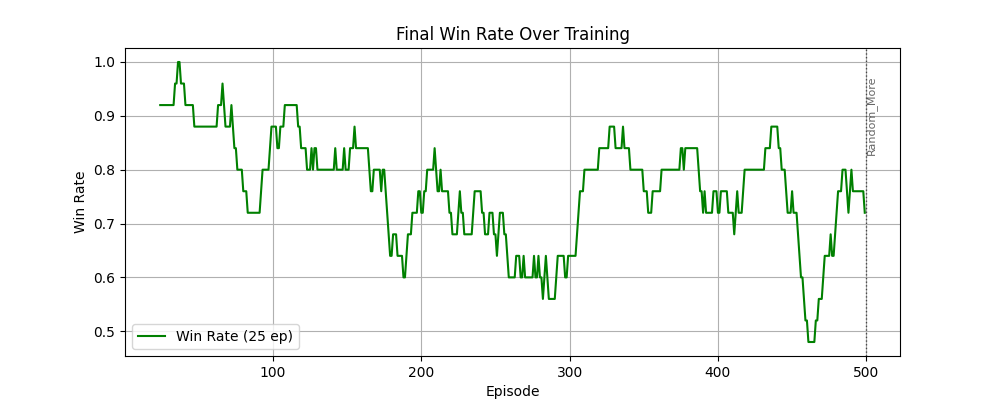 Final Win Rate Over Training
1.0
0.9
0.8
0.7
0.6
0.5
Win Rate
Random_More
Win Rate (25 ep)
100
200
300
400
500
Episode